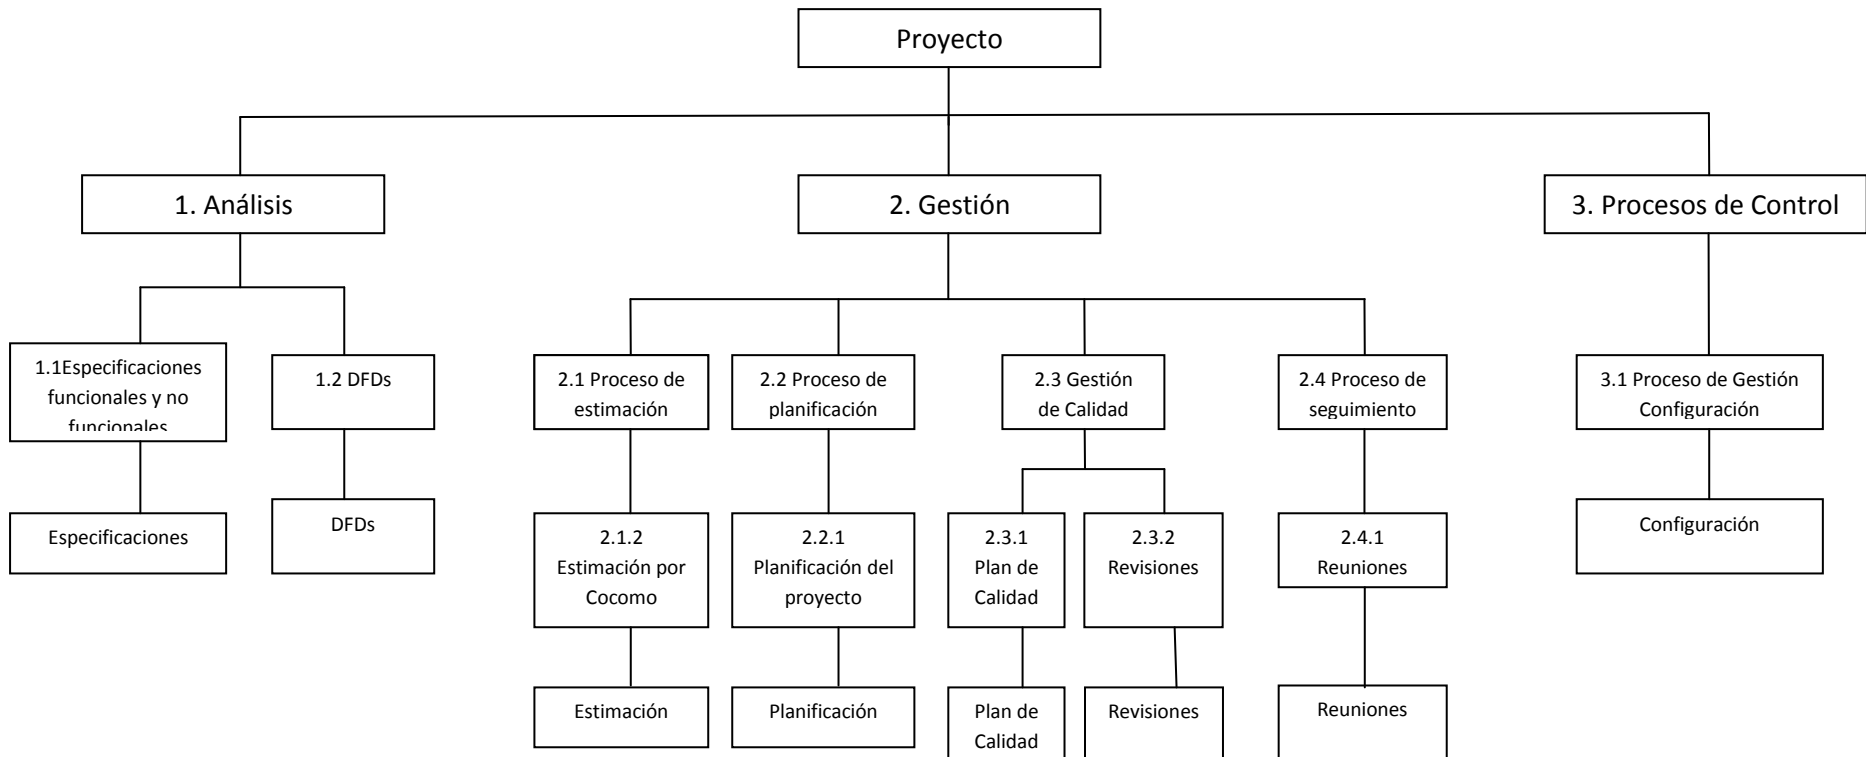 Proyecto
1. Análisis
2. Gestión
3. Procesos de Control
1.1Especificaciones
funcionales y no
funcionales
1.2 DFDs
2.1 Proceso de
estimación
2.2 Proceso de
planificación
2.3 Gestión
de Calidad
2.4 Proceso de
seguimiento
3.1 Proceso de Gestión
Configuración
Especificaciones
DFDs
2.1.2
Estimación por
Cocomo
2.2.1
Planificación del
proyecto
2.3.1
Plan de
Calidad
2.3.2
Revisiones
2.4.1
Reuniones
Configuración
Estimación
Planificación
Plan de
Calidad
Revisiones
Reuniones